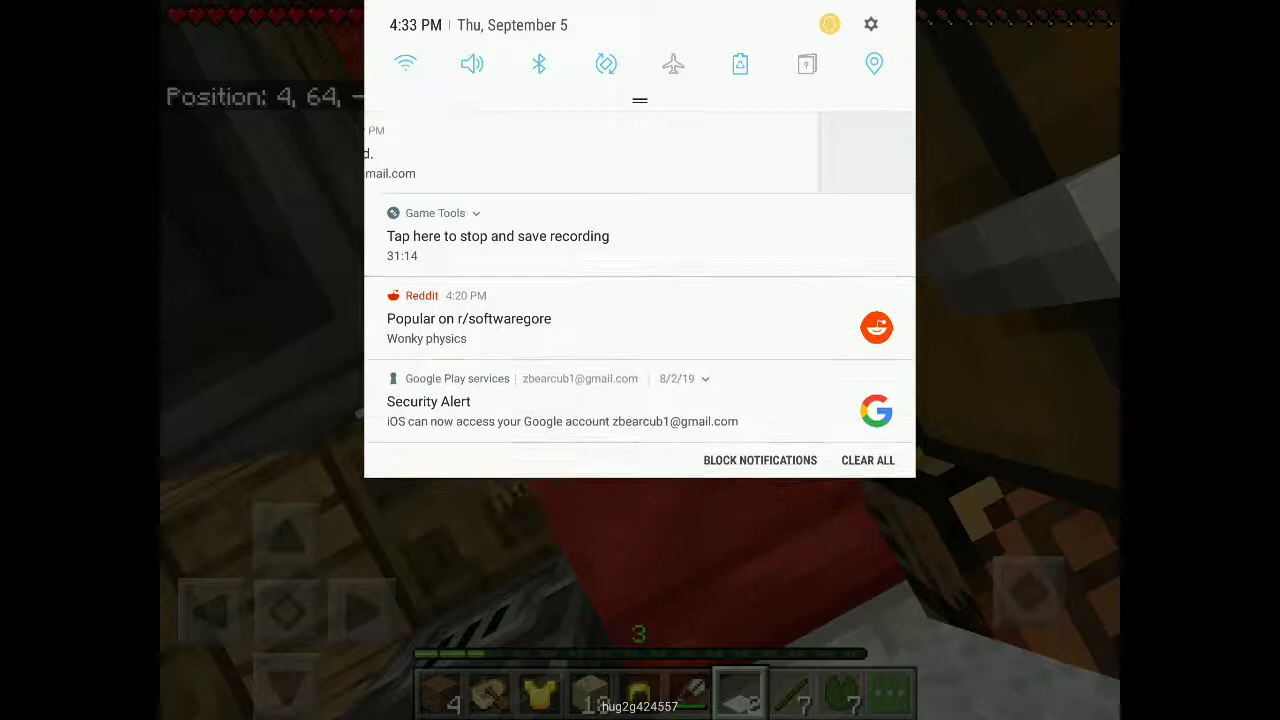 4:33 PM | Thu, September 5
Position: 4, 64, -
PM
d.
mail.com
Game Tools
Tap here to stop and save recording
31:14
Reddit 4:20 PM
Popular on r/softwaregore
Wonky physics
Google Play services | zbearcub1@gmail.com | 8/2/19
Security Alert
iOS can now access your Google account zbearcub1@gmail.com
BLOCK NOTIFICATIONS CLEAR ALL
3
4 7 7
hug2g424557